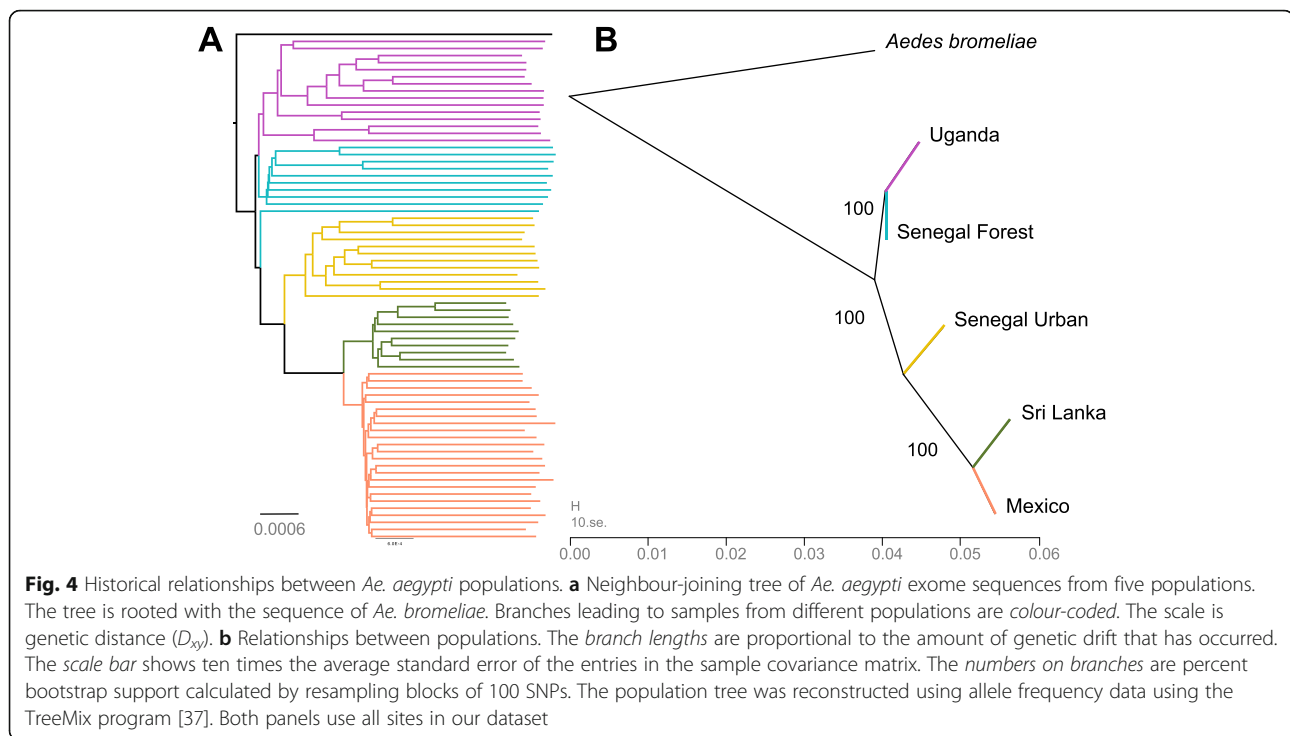 A
B
Aedes bromeliae
Uganda
100
Senegal Forest
100
Senegal Urban
Sri Lanka
100
Mexico
0.0006
H
10.se.
0.00 0.01 0.02 0.03 0.04 0.05 0.06
Fig. 4 Historical relationships between Ae. aegypti populations. a Neighbour-joining tree of Ae. aegypti exome sequences from five populations.
The tree is rooted with the sequence of Ae. bromeliae. Branches leading to samples from different populations are colour-coded. The scale is
genetic distance (Dxy). b Relationships between populations. The branch lengths are proportional to the amount of genetic drift that has occurred.
The scale bar shows ten times the average standard error of the entries in the sample covariance matrix. The numbers on branches are percent
bootstrap support calculated by resampling blocks of 100 SNPs. The population tree was reconstructed using allele frequency data using the
TreeMix program [37]. Both panels use all sites in our dataset